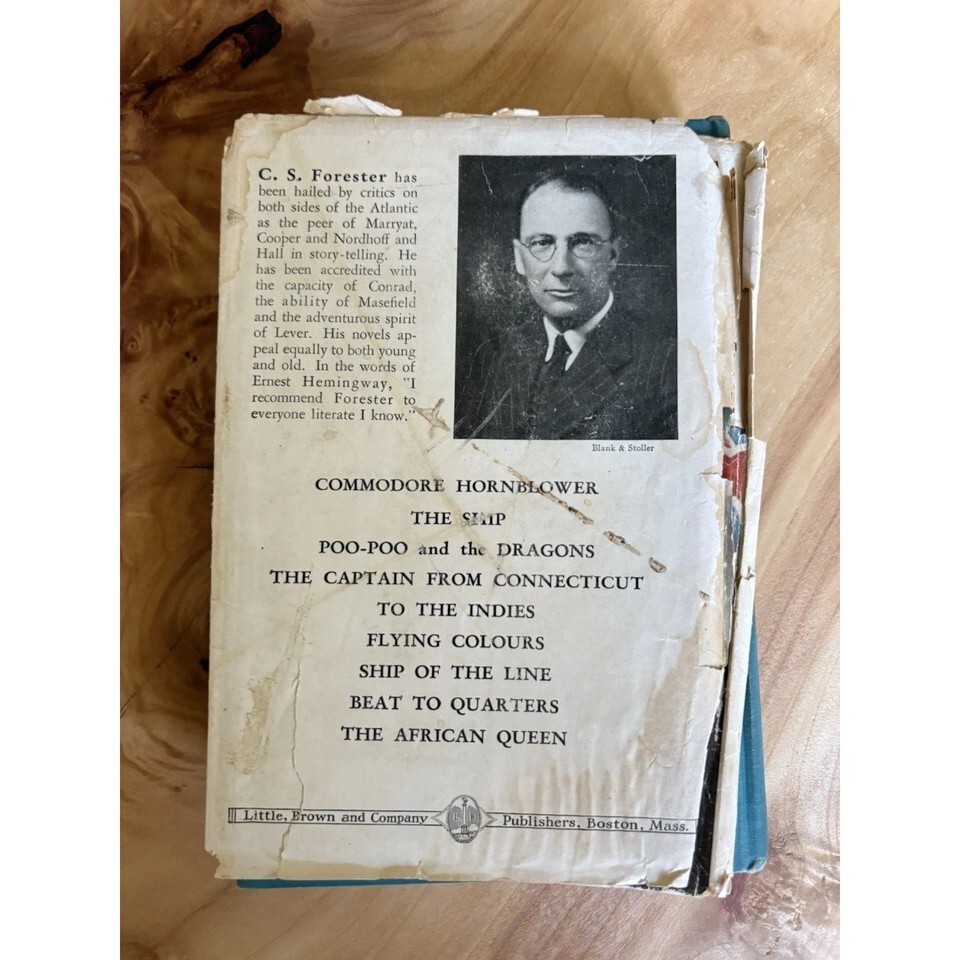 C. S. Forester has
been hailed by critics on
both sides of the Atlantic
as the peer of Marryat,
Cooper and Nordhoff and
Hall in story-telling. He
has been accredited with
the capacity of Conrad,
the ability of Masefield
and the adventurous spirit
of Lever. His novels ap-
peal equally to both young
and old. In the words of
Ernest Hemingway, "I
recommend Forester to
everyone literate I know."
Blank & Stoller
COMMODORE HORNBLOWER
THE SHIP
POO-POO and the DRAGONS
THE CAPTAIN FROM CONNECTICUT
TO THE INDIES
FLYING COLOURS
SHIP OF THE LINE
BEAT TO QUARTERS
THE AFRICAN QUEEN
Little, Brown and Company Publishers, Boston, Mass.